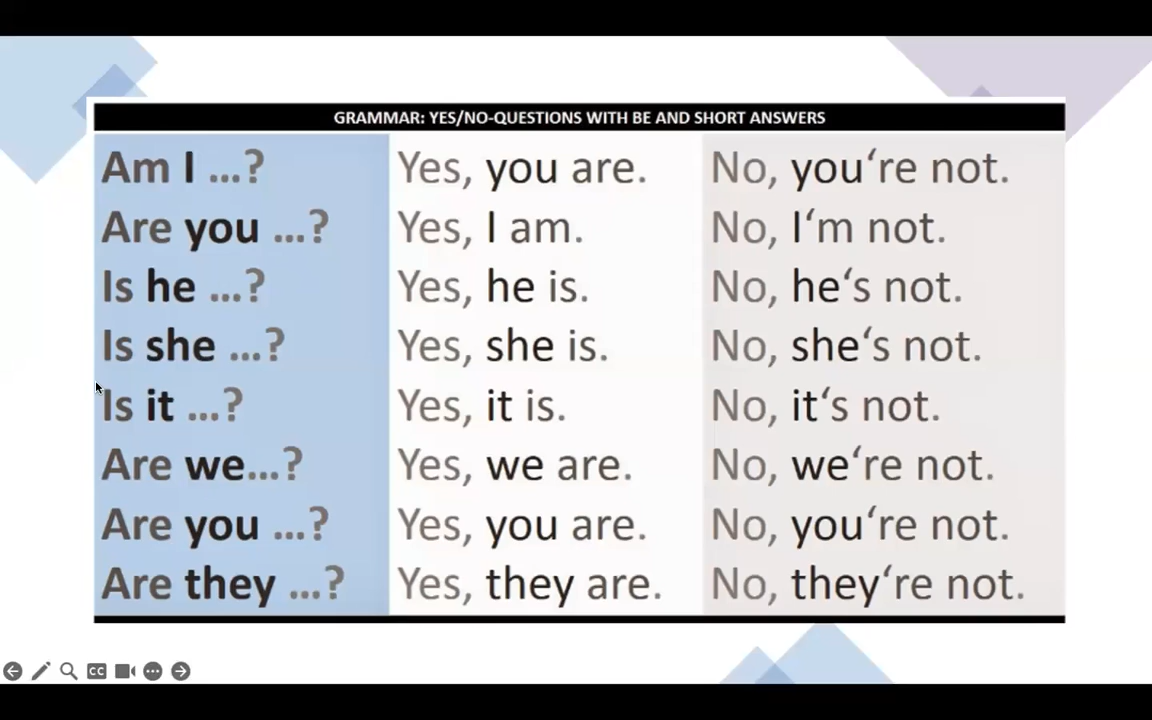 GRAMMAR: YES/NO-QUESTIONS WITH BE AND SHORT ANSWERS
Am I ...? Yes, you are. No, you‘re not.
Are you ...? Yes, I am. No, I‘m not.
Is he ...? Yes, he is. No, he‘s not.
Is she ...? Yes, she is. No, she‘s not.
Is it ...? Yes, it is. No, it‘s not.
Are we...? Yes, we are. No, we‘re not.
Are you ...? Yes, you are. No, you‘re not.
Are they ...? Yes, they are. No, they‘re not.
CC